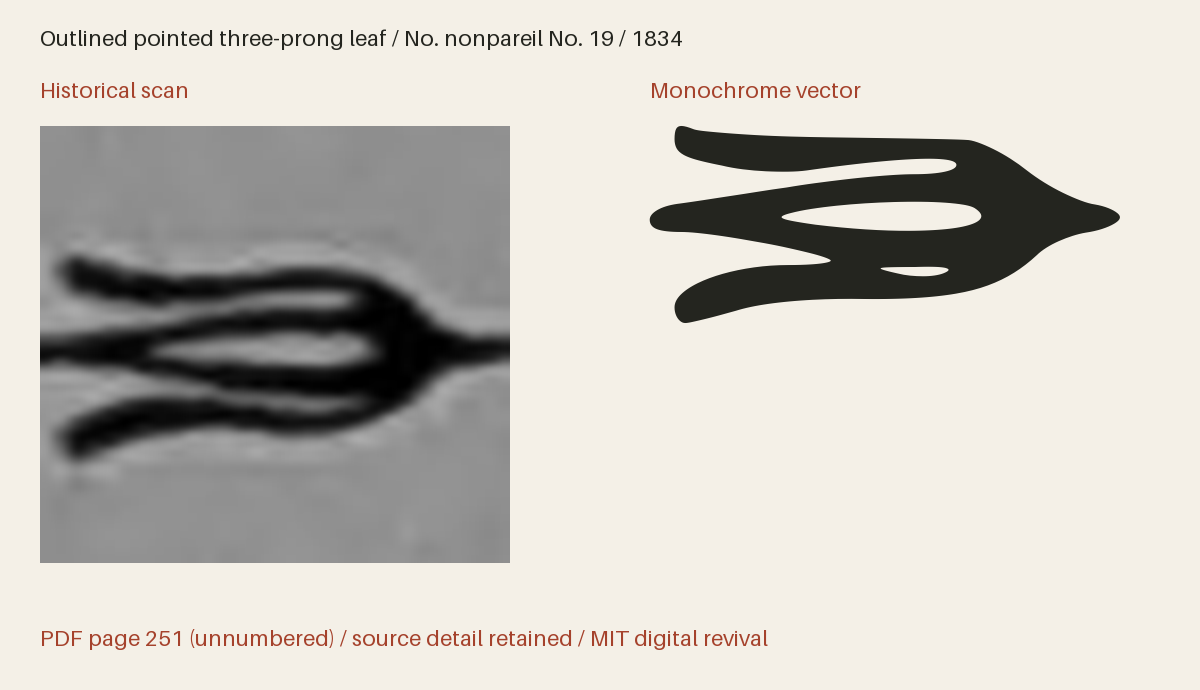 Outlined pointed three-prong leaf / No. nonpareil No. 19 / 1834
Historical scan
Monochrome vector
PDF page 251 (unnumbered) / source detail retained / MIT digital revival